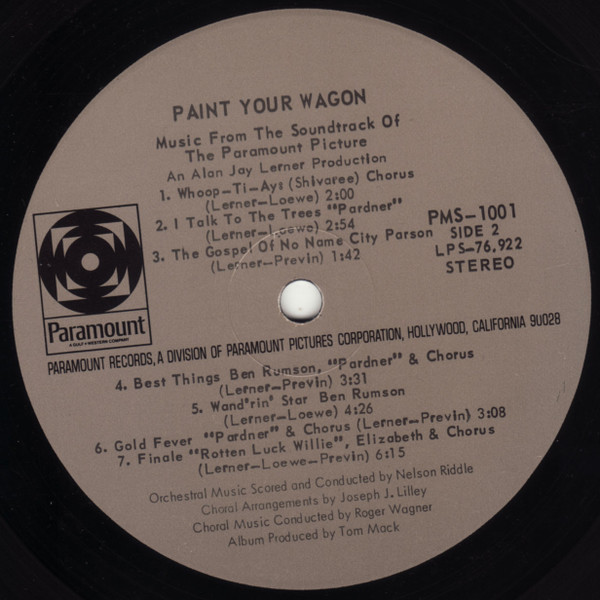 PAINT YOUR WAGON
Music From The Soundtrack Of
The Paramount Picture
An Alan Jay Lerner Production
1. Whoop-Ti-Ay: (Shivaree) Chorus
(Lerner-Loewe) 2:00
2. I Talk To The Trees "Pardner"
(Lerner-Loewe) 2:54
3. The Gospel Of No Name City Parson
(Lerner-Previn) 1:42
PMS-1001
SIDE 2
LPS-76,922
STEREO
Paramount
A GULF+WESTERN COMPANY
PARAMOUNT RECORDS, A DIVISION OF PARAMOUNT PICTURES CORPORATION, HOLLYWOOD, CALIFORNIA 9U028
4. Best Things Ben Rumson, "Pardner" & Chorus
(Lerner-Previn) 3:31
5. Wand'rin' Star Ben Rumson
(Lerner-Loewe) 4:26
6. Gold Fever "Pardner" & Chorus (Lerner-Previn) 3:08
7. Finale "Rotten Luck Willie", Elizabeth & Chorus
(Lerner-Loewe-Previn) 6:15
Orchestral Music Scored and Conducted by Nelson Riddle
Choral Arrangements by Joseph J. Lilley
Choral Music Conducted by Roger Wagner
Album Produced by Tom Mack